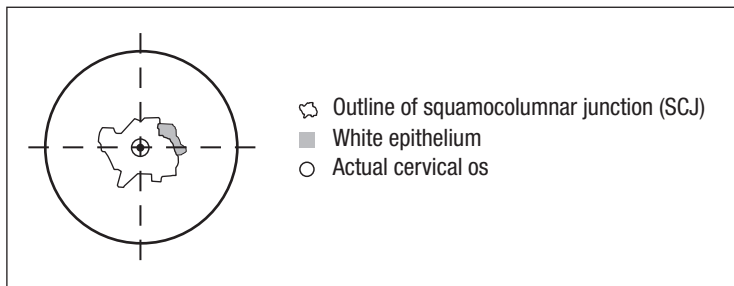 Outline of squamocolumnar junction (SCJ)
White epithelium
Actual cervical os